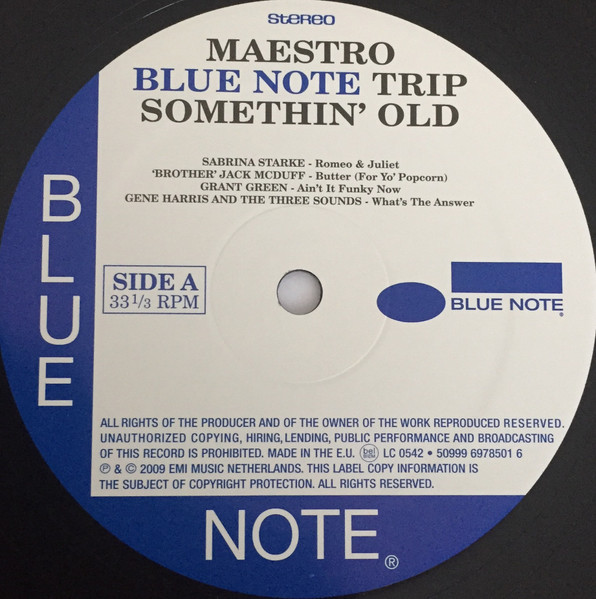 stereo
MAESTRO
BLUE NOTE TRIP
SOMETHIN' OLD
SABRINA STARKE - Romeo & Juliet
'BROTHER' JACK MCDUFF - Butter (For Yo' Popcorn)
GRANT GREEN - Ain't It Funky Now
GENE HARRIS AND THE THREE SOUNDS - What's The Answer
BLUE
SIDE A
33 1/3 RPM
BLUE NOTE®
ALL RIGHTS OF THE PRODUCER AND OF THE OWNER OF THE WORK REPRODUCED RESERVED.
UNAUTHORIZED COPYING, HIRING, LENDING, PUBLIC PERFORMANCE AND BROADCASTING
OF THIS RECORD IS PROHIBITED. MADE IN THE E.U. LC 0542 • 50999 6978501 6
℗ & © 2009 EMI MUSIC NETHERLANDS. THIS LABEL COPY INFORMATION IS
THE SUBJECT OF COPYRIGHT PROTECTION. ALL RIGHTS RESERVED.
NOTE®